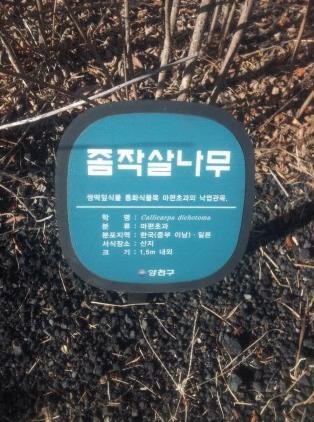 좀작살나무
쌍떡잎식물 통화식물목 마편초과의 낙엽관목.
학 명 : Callicarpa dichotoma
분 류 : 마편초과
분포지역 : 한국(중부 이남)·일본
서식장소 : 산지
크 기 : 1.5m 내외
양천구